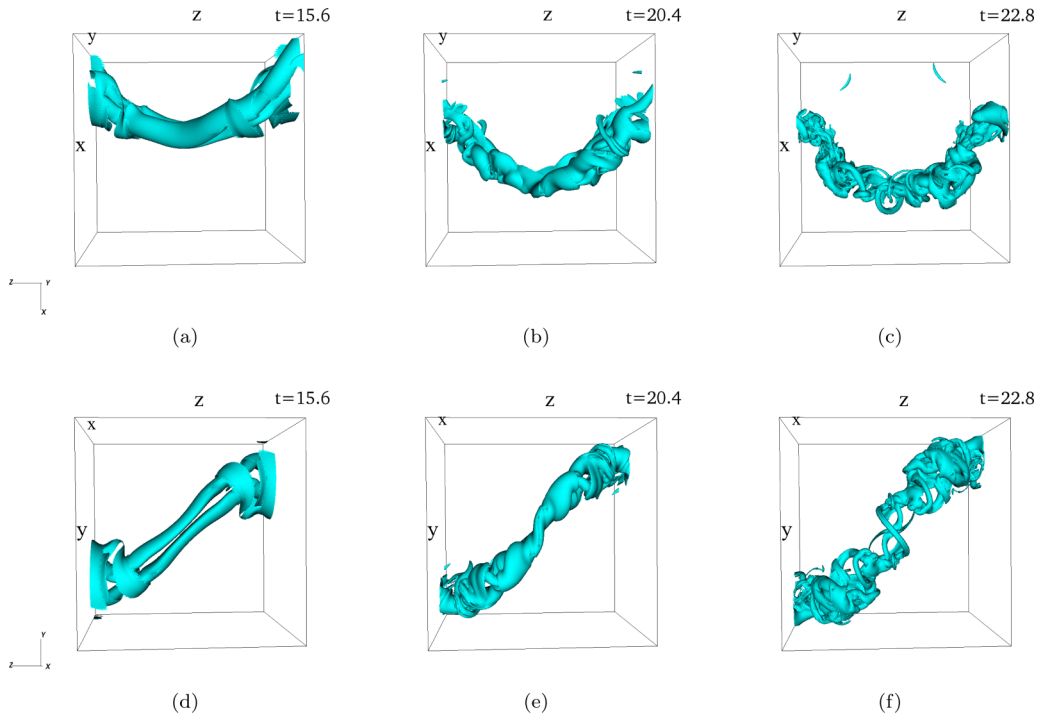 z t=15.6
y
x
z t=20.4
y
x
z t=22.8
y
x
Z Y
X
(a) (b) (c)
z t=15.6
x
y
z t=20.4
x
y
z t=22.8
x
y
Y
Z X
(d) (e) (f)